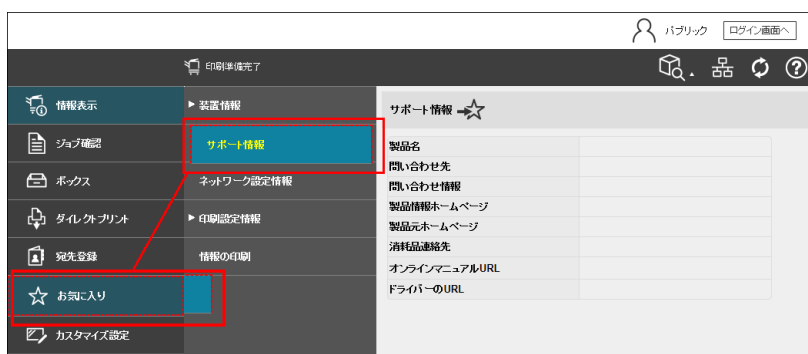 パブリック
ログイン画面へ
印刷準備完了
情報表示
ジョブ確認
ボックス
ダイレクトプリント
宛先登録
お気に入り
カスタマイズ設定
装置情報
サポート情報
ネットワーク設定情報
印刷設定情報
情報の印刷
サポート情報
製品名
問い合わせ先
問い合わせ情報
製品情報ホームページ
製品元ホームページ
消耗品連絡先
オンラインマニュアルURL
ドライバーのURL